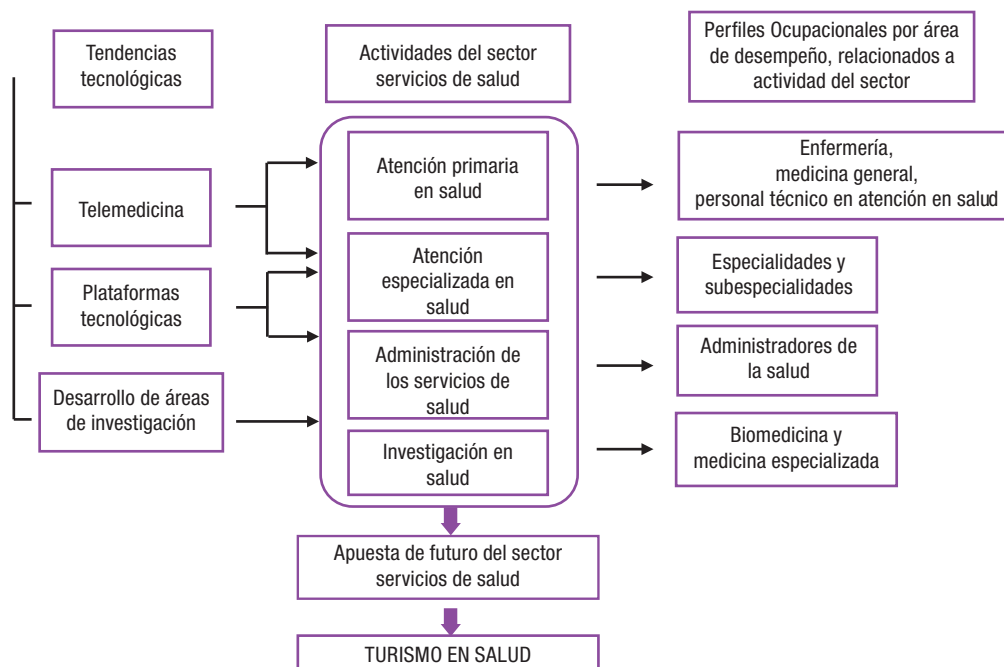 Tendencias
tecnológicas
Actividades del sector
servicios de salud
Perfiles Ocupacionales por área
de desempeño, relacionados a
actividad del sector
Telemedicina
Plataformas
tecnológicas
Desarrollo de áreas
de investigación
Atención primaria
en salud
Atención
especializada en
salud
Administración de
los servicios de
salud
Investigación en
salud
Enfermería,
medicina general,
personal técnico en atención en salud
Especialidades y
subespecialidades
Administradores de
la salud
Biomedicina y
medicina especializada
Apuesta de futuro del sector
servicios de salud
TURISMO EN SALUD